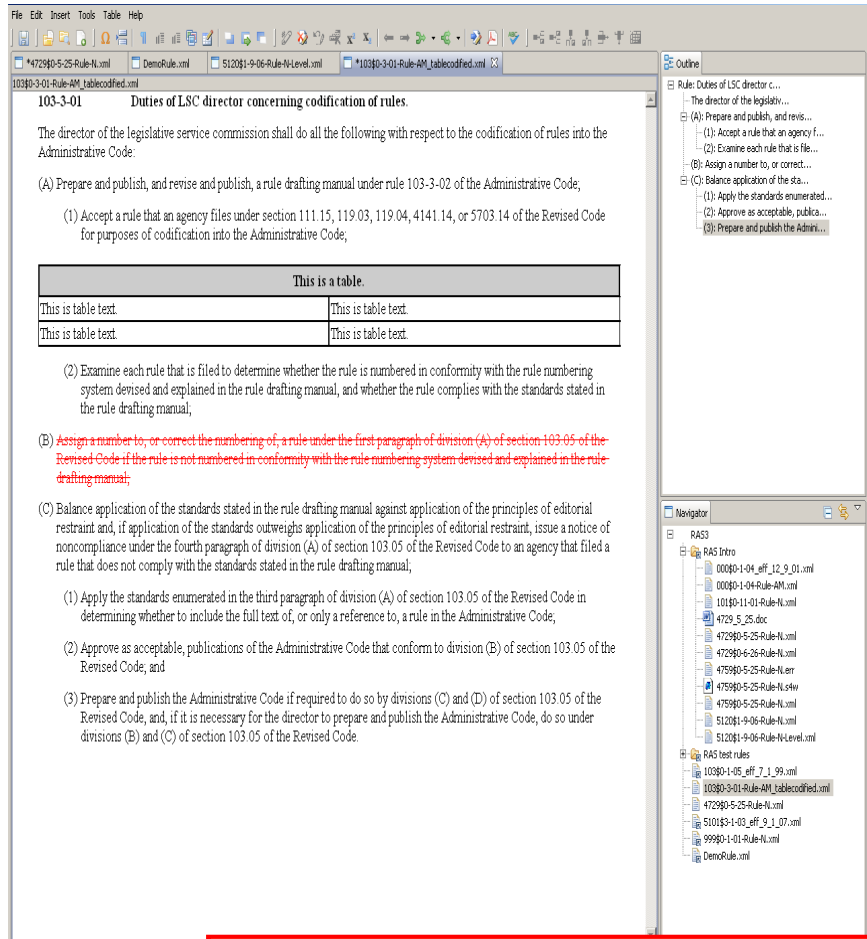 File Edit Insert Tools Table Help
*4729$0-5-25-Rule-N.xml DemoRule.xml 5120$1-9-06-Rule-N-Level.xml *103$0-3-01-Rule-AM_tablecodified.xml
103$0-3-01-Rule-AM_tablecodified.xml
103-3-01 Duties of LSC director concerning codification of rules.
The director of the legislative service commission shall do all the following with respect to the codification of rules into the
Administrative Code:
(A) Prepare and publish, and revise and publish, a rule drafting manual under rule 103-3-02 of the Administrative Code;
(1) Accept a rule that an agency files under section 111.15, 119.03, 119.04, 4141.14, or 5703.14 of the Revised Code
for purposes of codification into the Administrative Code;
This is a table.
This is table text. This is table text.
This is table text. This is table text.
(2) Examine each rule that is filed to determine whether the rule is numbered in conformity with the rule numbering
system devised and explained in the rule drafting manual, and whether the rule complies with the standards stated in
the rule drafting manual;
(B) Assign a number to, or correct the numbering of, a rule under the first paragraph of division (A) of section 103.05 of the
Revised Code if the rule is not numbered in conformity with the rule numbering system devised and explained in the rule
drafting manual;
(C) Balance application of the standards stated in the rule drafting manual against application of the principles of editorial
restraint and, if application of the standards outweighs application of the principles of editorial restraint, issue a notice of
noncompliance under the fourth paragraph of division (A) of section 103.05 of the Revised Code to an agency that filed a
rule that does not comply with the standards stated in the rule drafting manual;
(1) Apply the standards enumerated in the third paragraph of division (A) of section 103.05 of the Revised Code in
determining whether to include the full text of, or only a reference to, a rule in the Administrative Code;
(2) Approve as acceptable, publications of the Administrative Code that conform to division (B) of section 103.05 of the
Revised Code; and
(3) Prepare and publish the Administrative Code if required to do so by divisions (C) and (D) of section 103.05 of the
Revised Code, and, if it is necessary for the director to prepare and publish the Administrative Code, do so under
divisions (B) and (C) of section 103.05 of the Revised Code.
Outline
Rule: Duties of LSC director c...
The director of the legislativ...
(A): Prepare and publish, and revis...
(1): Accept a rule that an agency f...
(2): Examine each rule that is file...
(B): Assign a number to, or correct...
(C): Balance application of the sta...
(1): Apply the standards enumerated...
(2): Approve as acceptable, publica...
(3): Prepare and publish the Admini...
Navigator
RAS3
RAS Intro
000$0-1-04_eff_12_9_01.xml
000$0-1-04-Rule-AM.xml
101$0-11-01-Rule-N.xml
4729_5_25.doc
4729$0-5-25-Rule-N.xml
4729$0-6-26-Rule-N.xml
4759$0-5-25-Rule-N.err
4759$0-5-25-Rule-N.s4w
4759$0-5-25-Rule-N.xml
5120$1-9-06-Rule-N.xml
5120$1-9-06-Rule-N-Level.xml
RAS test rules
103$0-1-05_eff_7_1_99.xml
103$0-3-01-Rule-AM_tablecodified.xml
4729$0-5-25-Rule-N.xml
5101$3-1-03_eff_9_1_07.xml
999$0-1-01-Rule-N.xml
DemoRule.xml